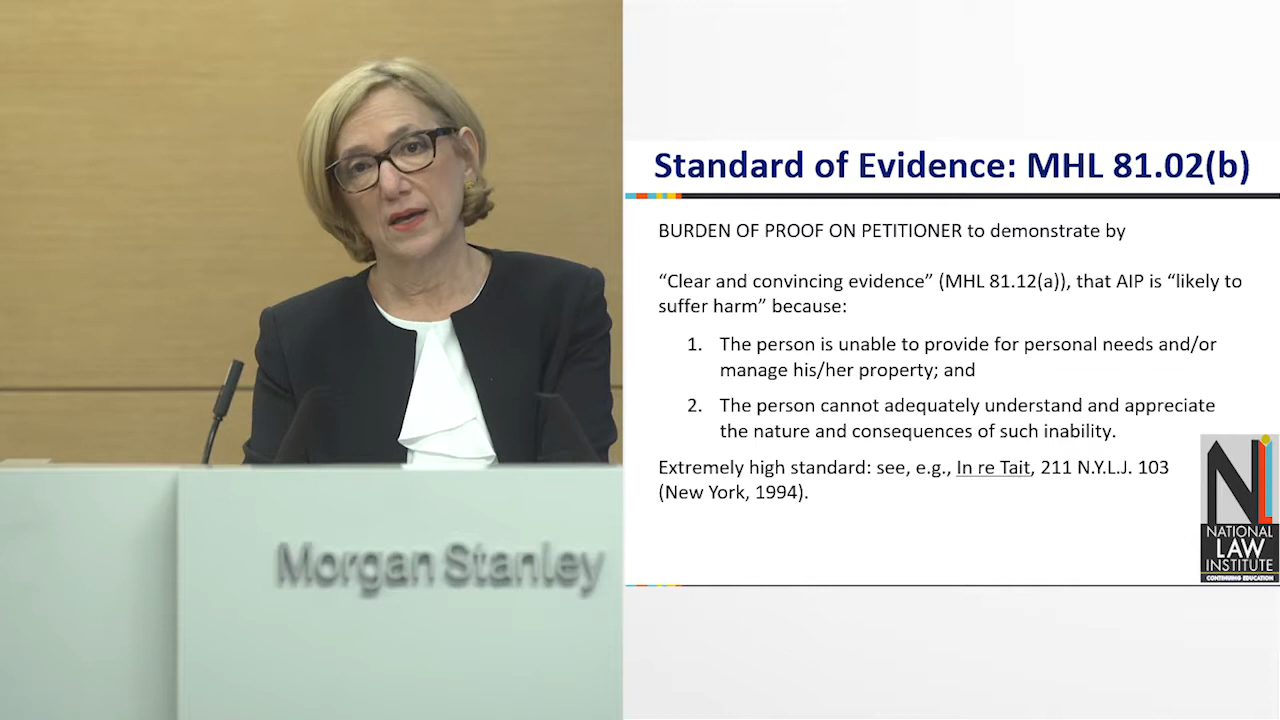 Morgan Stanley
Standard of Evidence: MHL 81.02(b)
BURDEN OF PROOF ON PETITIONER to demonstrate by
“Clear and convincing evidence” (MHL 81.12(a)), that AIP is “likely to
suffer harm” because:
1. The person is unable to provide for personal needs and/or
manage his/her property; and
2. The person cannot adequately understand and appreciate
the nature and consequences of such inability.
Extremely high standard: see, e.g., In re Tait, 211 N.Y.L.J. 103
(New York, 1994).
NLI
NATIONAL
LAW
INSTITUTE
CONTINUING EDUCATION